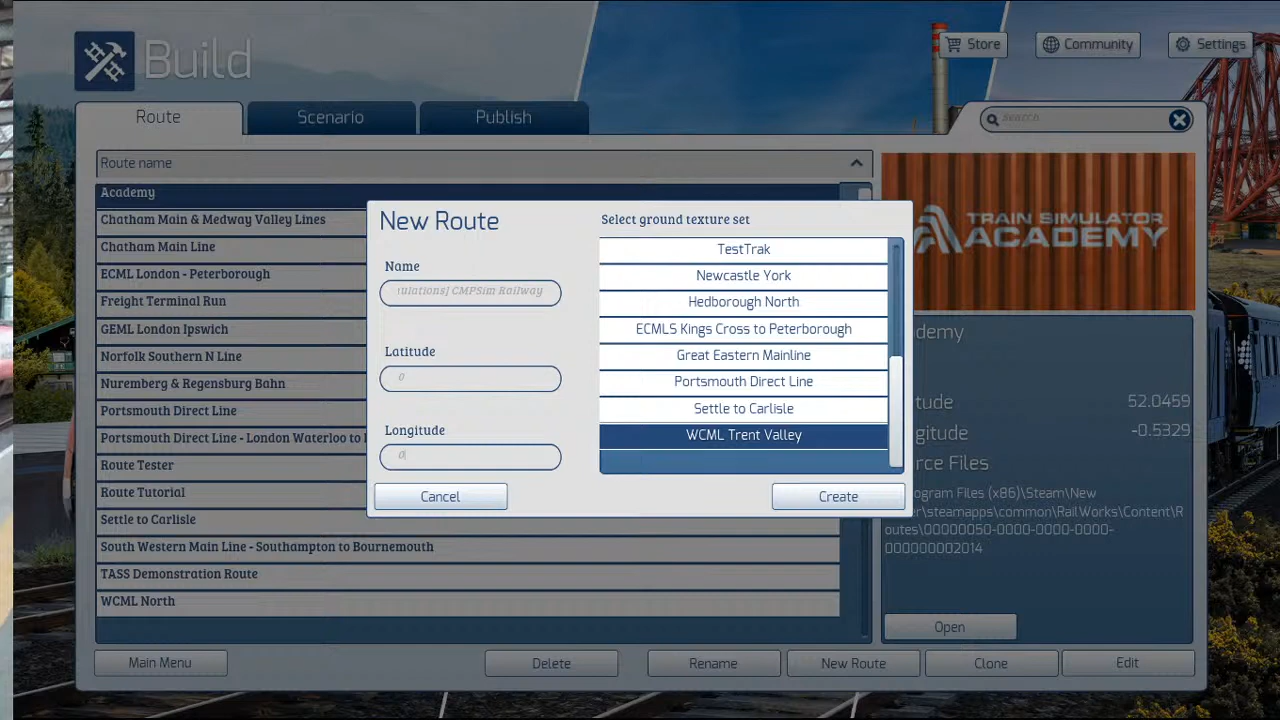 Build
Store
Community
Settings
Route
Scenario
Publish
search
Route name
Academy
Chatham Main & Medway Valley Lines
Chatham Main Line
ECML London - Peterborough
Freight Terminal Run
GEML London Ipswich
Norfolk Southern N Line
Nuremberg & Regensburg Bahn
Portsmouth Direct Line
Portsmouth Direct Line - London Waterloo to
Route Tester
Route Tutorial
Settle to Carlisle
South Western Main Line - Southampton to Bournemouth
TASS Demonstration Route
WCML North
New Route
Name
ulations] CMPSim Railway
Latitude
0
Longitude
0
Cancel
Select ground texture set
TestTrak
Newcastle York
Hedborough North
ECMLS Kings Cross to Peterborough
Great Eastern Mainline
Portsmouth Direct Line
Settle to Carlisle
WCML Trent Valley
Create
TRAIN SIMULATOR
ACADEMY
ademy
tude 52.0459
gitude -0.5329
rce Files
ogram Files (x86)\Steam\New
er\steamapps\common\RailWorks\Content\R
outes\00000050-0000-0000-0000-
000000002014
Open
Main Menu
Delete
Rename
New Route
Clone
Edit